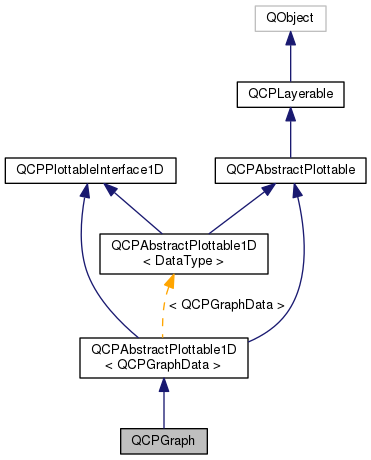 QObject
QCPLayerable
QCPPlottableInterface1D
QCPAbstractPlottable
QCPAbstractPlottable1D
< DataType >
< QCPGraphData >
QCPAbstractPlottable1D
< QCPGraphData >
QCPGraph